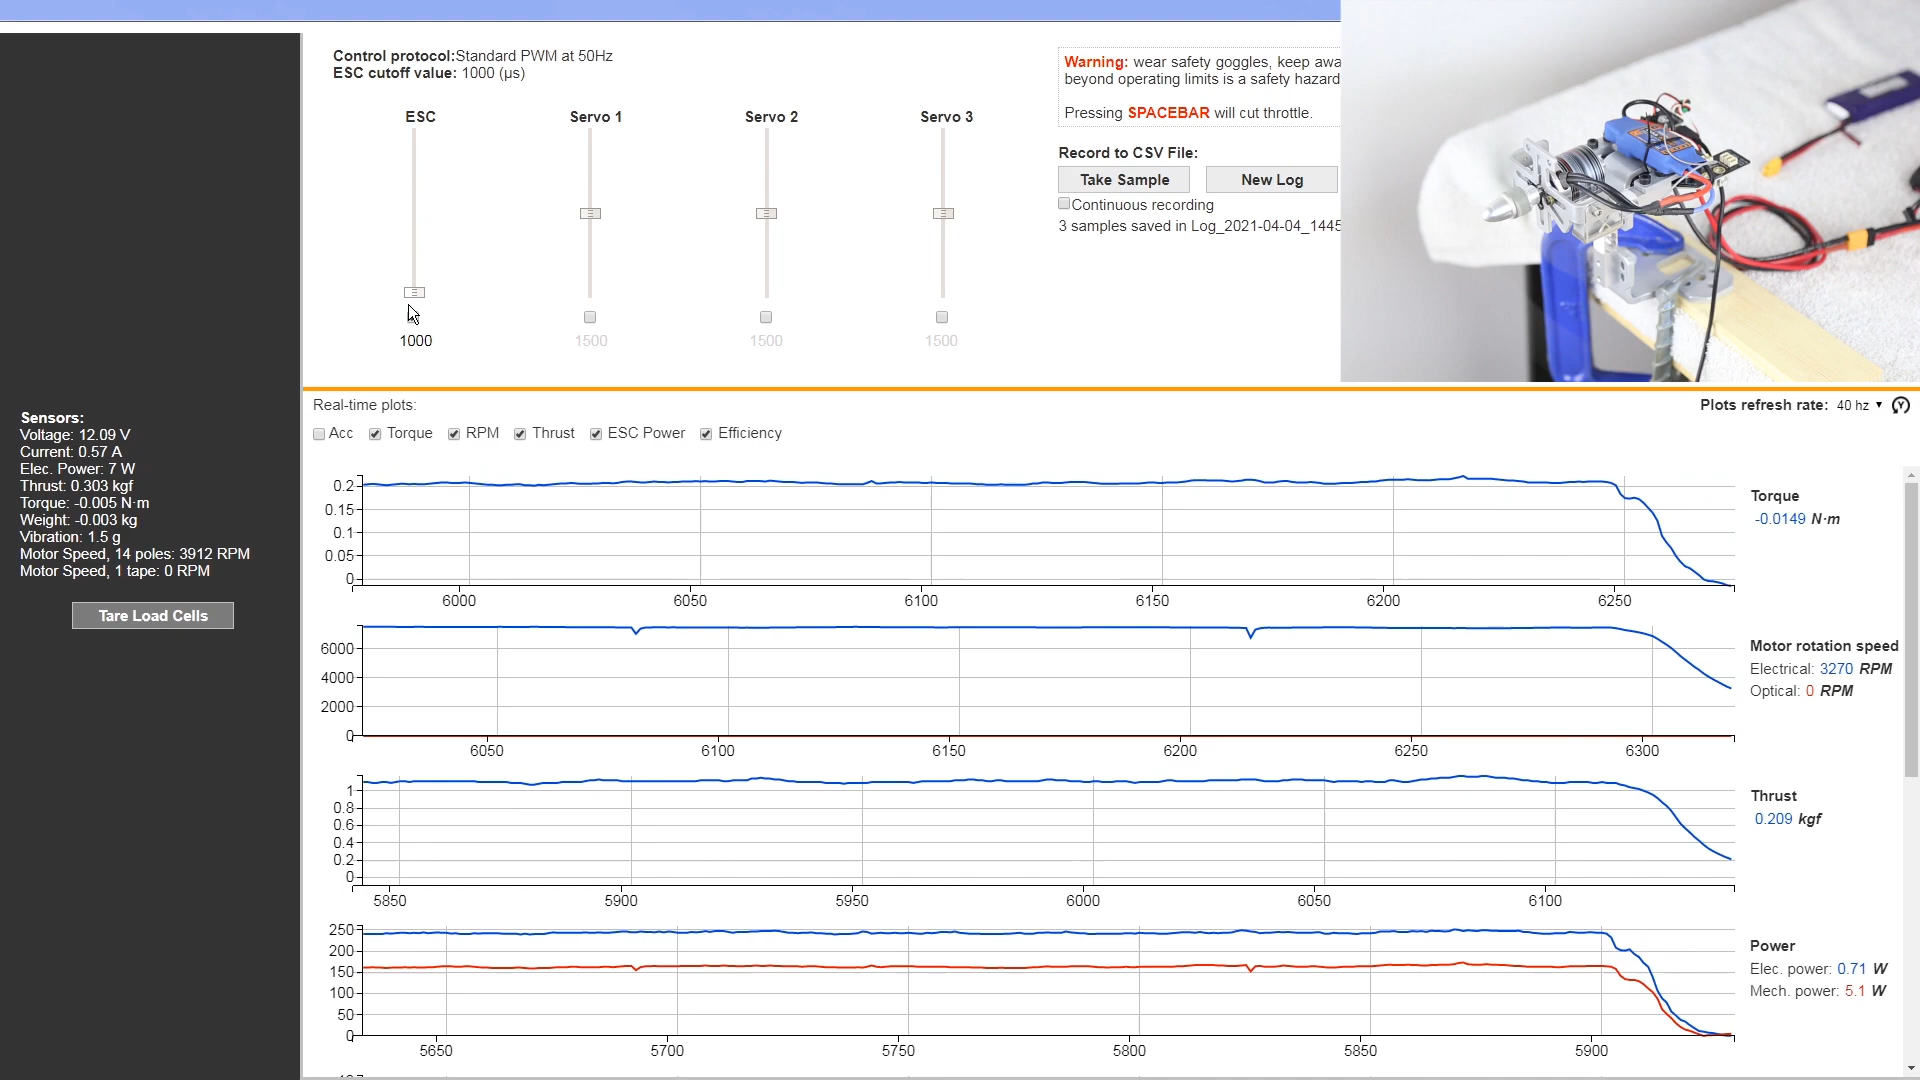 Control protocol:Standard PWM at 50Hz
ESC cutoff value: 1000 (µs)
ESC
Servo 1
Servo 2
Servo 3
1000
1500
1500
1500
Warning: wear safety goggles, keep awa
beyond operating limits is a safety hazard
Pressing SPACEBAR will cut throttle.
Record to CSV File:
Take Sample
New Log
Continuous recording
3 samples saved in Log_2021-04-04_1445
Sensors:
Voltage: 12.09 V
Current: 0.57 A
Elec. Power: 7 W
Thrust: 0.303 kgf
Torque: -0.005 N·m
Weight: -0.003 kg
Vibration: 1.5 g
Motor Speed, 14 poles: 3912 RPM
Motor Speed, 1 tape: 0 RPM
Tare Load Cells
Real-time plots:
Plots refresh rate: 40 hz
Acc Torque RPM Thrust ESC Power Efficiency
0.2
0.15
0.1
0.05
0
6000 6050 6100 6150 6200 6250
Torque
-0.0149 N·m
6000
4000
2000
0
6050 6100 6150 6200 6250 6300
Motor rotation speed
Electrical: 3270 RPM
Optical: 0 RPM
1
0.8
0.6
0.4
0.2
0
5850 5900 5950 6000 6050 6100
Thrust
0.209 kgf
250
200
150
100
50
0
5650 5700 5750 5800 5850 5900
Power
Elec. power: 0.71 W
Mech. power: 5.1 W